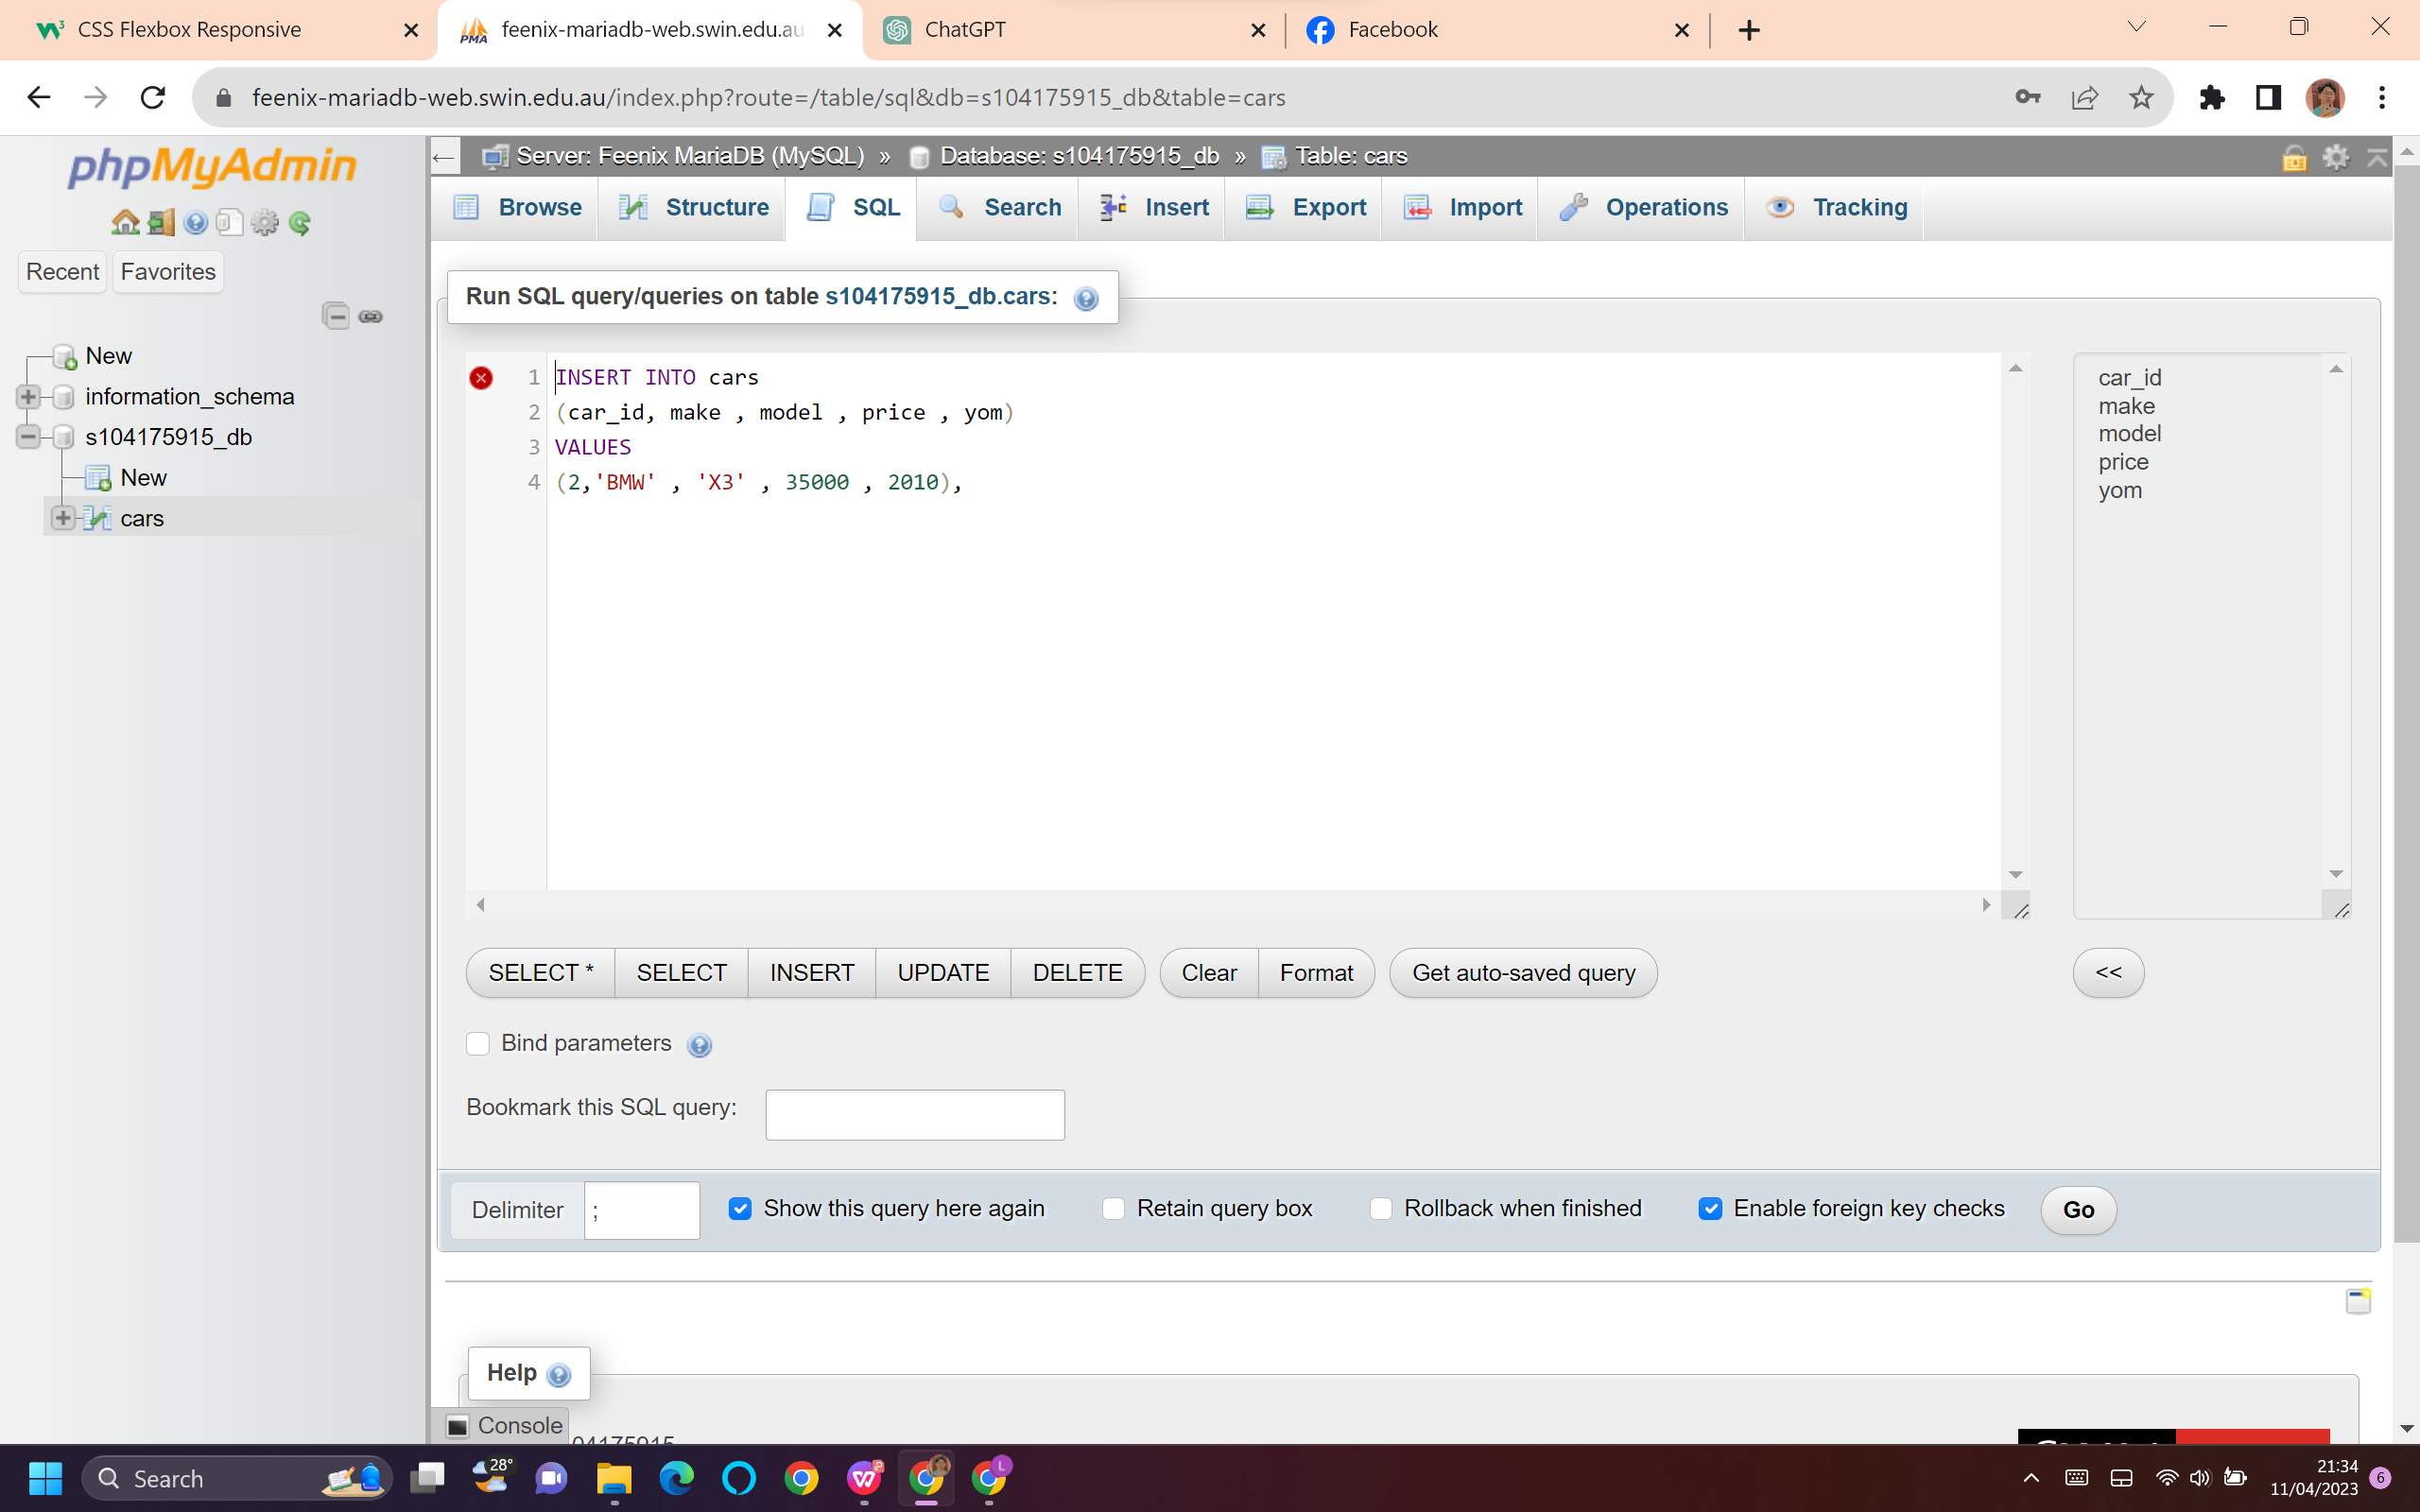 CSS Flexbox Responsive
feenix-mariadb-web.swin.edu.au
ChatGPT
Facebook
feenix-mariadb-web.swin.edu.au/index.php?route=/table/sql&db=s104175915_db&table=cars
phpMyAdmin
Server: Feenix MariaDB (MySQL) » Database: s104175915_db » Table: cars
Browse Structure SQL Search Insert Export Import Operations Tracking
Recent Favorites
New
information_schema
s104175915_db
New
cars
Run SQL query/queries on table s104175915_db.cars:
1 INSERT INTO cars
2 (car_id, make , model , price , yom)
3 VALUES
4 (2,'BMW' , 'X3' , 35000 , 2010),
car_id
make
model
price
yom
SELECT * SELECT INSERT UPDATE DELETE Clear Format Get auto-saved query <<
Bind parameters
Bookmark this SQL query:
Delimiter ; Show this query here again Retain query box Rollback when finished Enable foreign key checks Go
Help
Console
04175915
Search
28°
21:34
11/04/2023
6